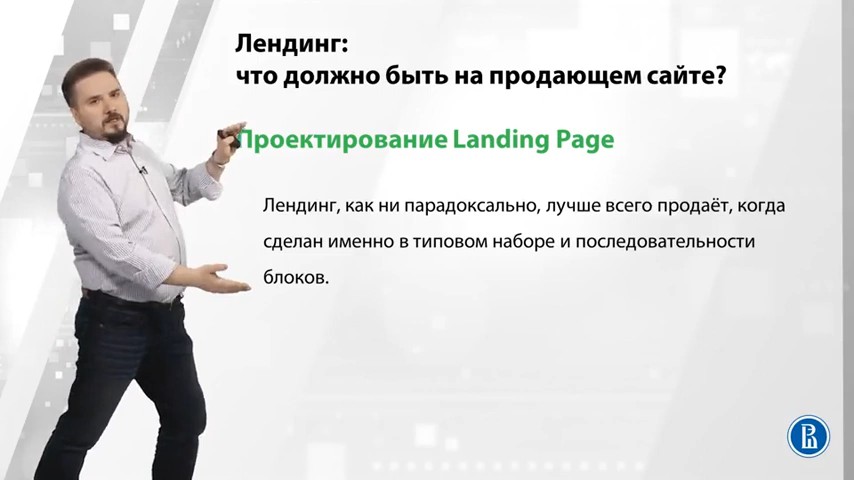 Лендинг:
что должно быть на продающем сайте?
Проектирование Landing Page
Лендинг, как ни парадоксально, лучше всего продаёт, когда
сделан именно в типовом наборе и последовательности
блоков.